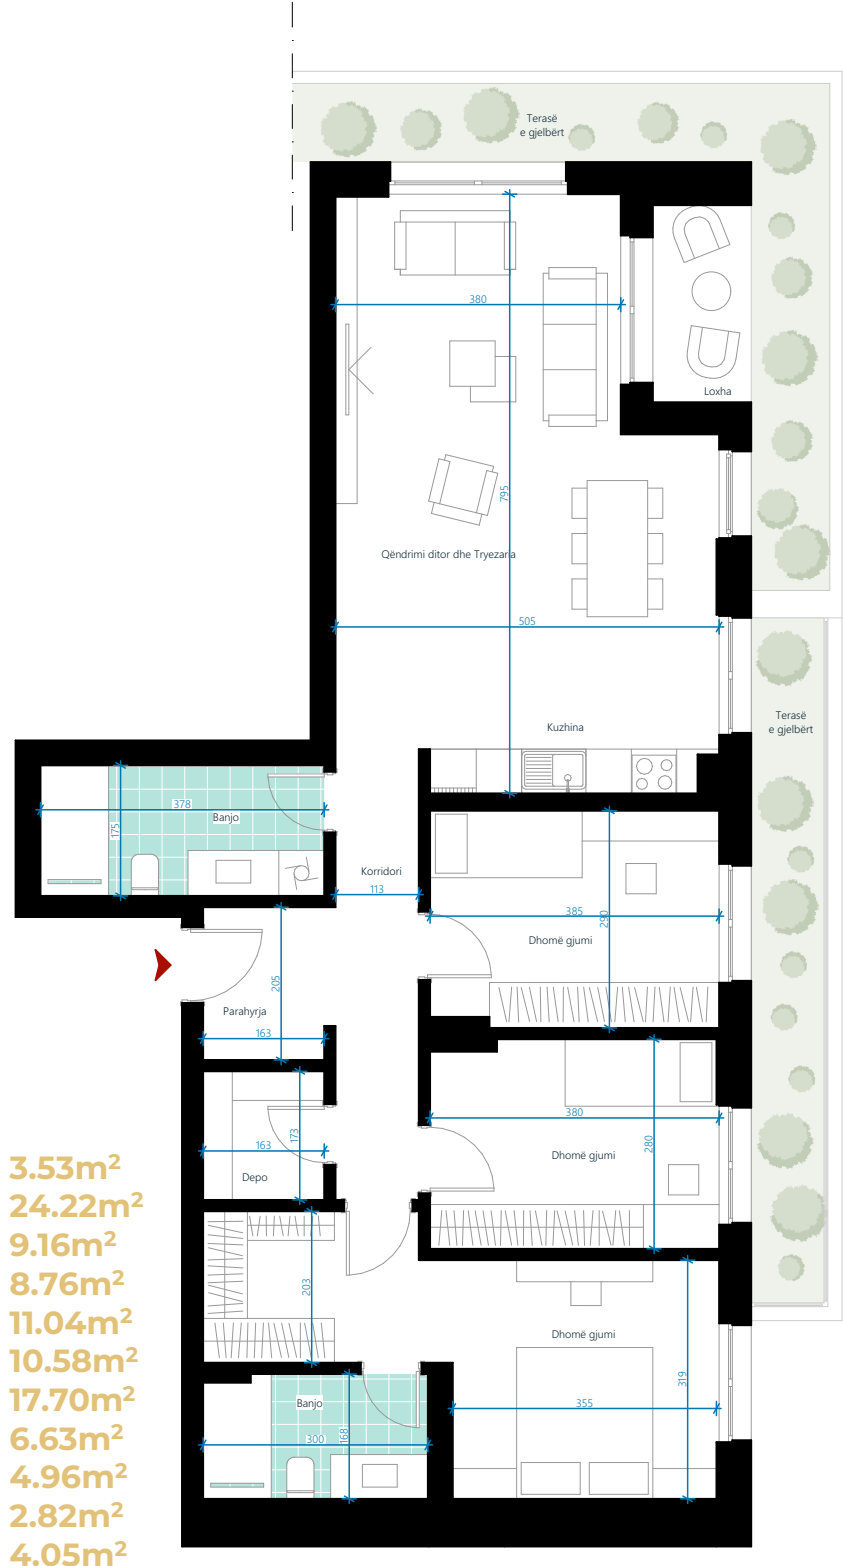 Terasë
e gjelbërt
380
Loxha
795
Qëndrimi ditor dhe Tryezaria
505
Kuzhina
Terasë
e gjelbërt
378
175
Banjo
Korridori
113
385
290
Dhomë gjumi
205
Parahyrja
163
380
280
163
173
Dhomë gjumi
Depo
3.53m²
24.22m²
9.16m²
8.76m²
11.04m²
10.58m²
17.70m²
6.63m²
4.96m²
2.82m²
4.05m²
203
Dhomë gjumi
319
355
Banjo
300
168